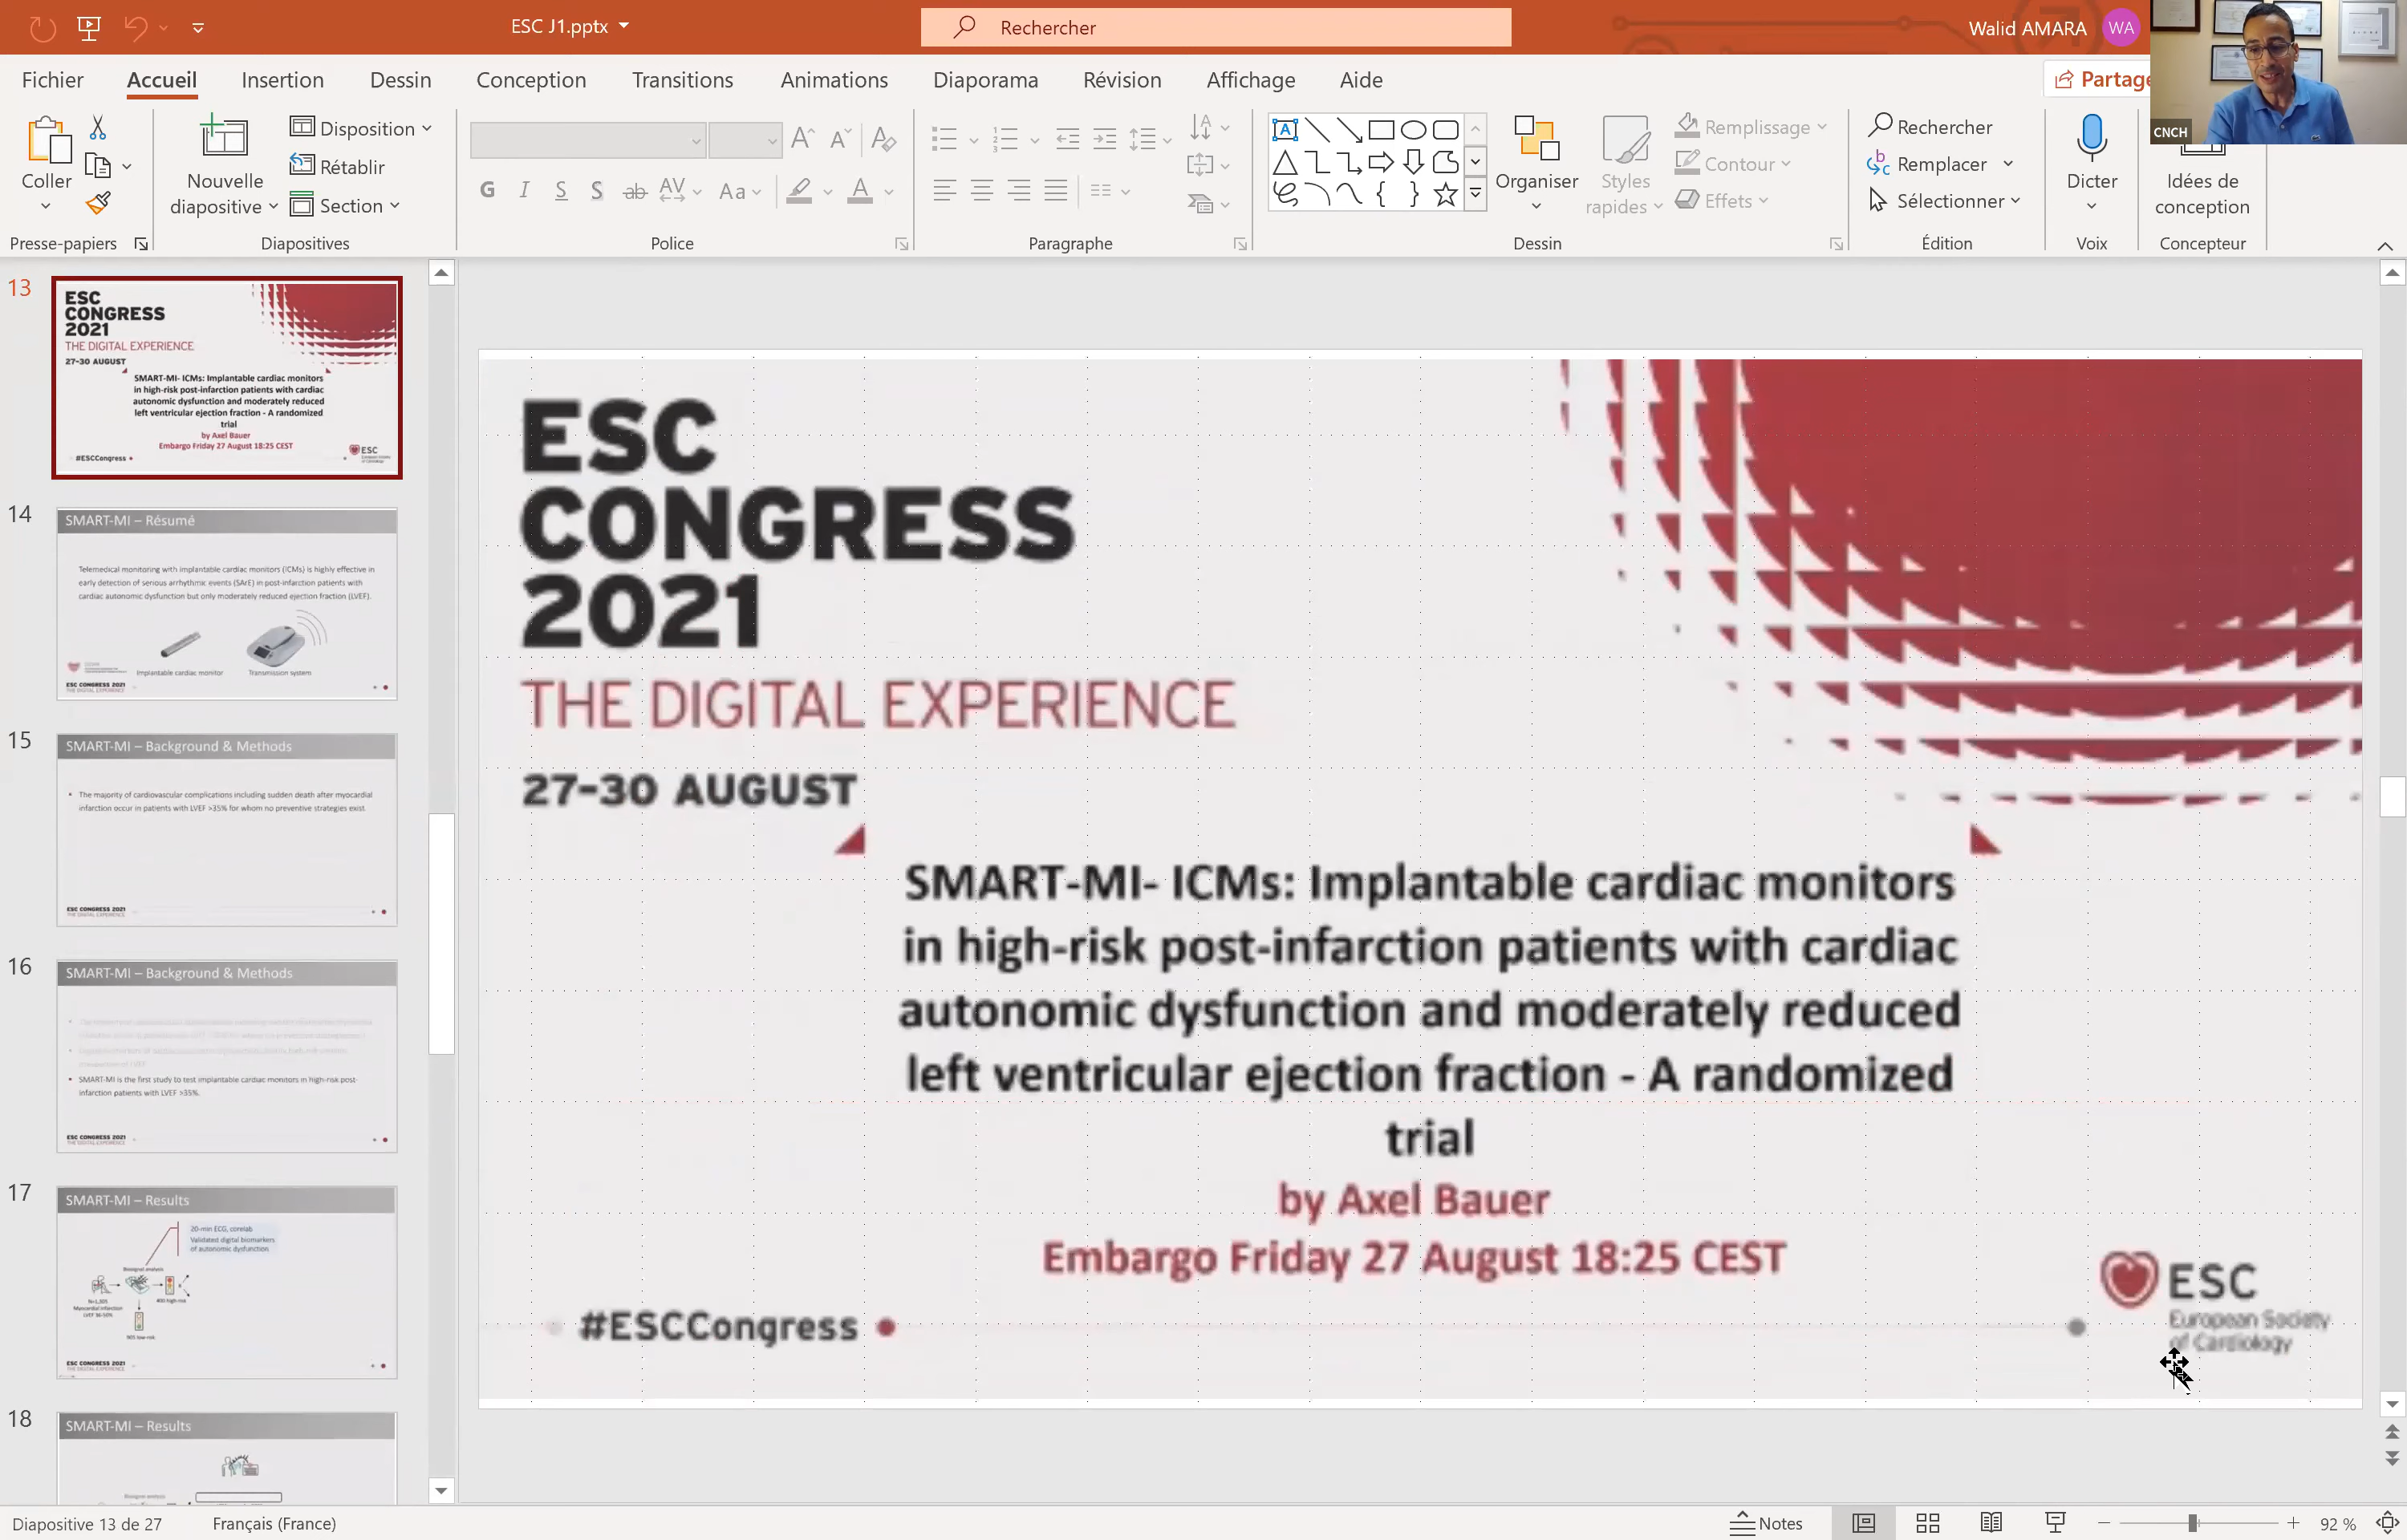 ESC J1.pptx
Rechercher
Walid AMARA
WA
CNCH
Fichier
Accueil
Insertion
Dessin
Conception
Transitions
Animations
Diaporama
Révision
Affichage
Aide
Coller
Presse-papiers
Nouvelle
diapositive
Disposition
Rétablir
Section
Diapositives
Police
Paragraphe
Organiser
Styles
rapides
Remplissage
Contour
Effets
Dessin
Rechercher
Remplacer
Sélectionner
Édition
Dicter
Voix
Idées de
conception
Concepteur
13
ESC
CONGRESS
2021
THE DIGITAL EXPERIENCE
27-30 AUGUST
SMART-MI- ICMs: Implantable cardiac monitors
in high-risk post-infarction patients with cardiac
autonomic dysfunction and moderately reduced
left ventricular ejection fraction - A randomized
trial
by Axel Bauer
Embargo Friday 27 August 18:25 CEST
#ESCCongress
ESC
14
SMART-MI – Résumé
Telemedical monitoring with implantable cardiac monitors (ICMs) is highly effective in
early detection of serious arrhythmic events (SArE) in post-infarction patients with
cardiac autonomic dysfunction but only moderately reduced ejection fraction (LVEF).
Implantable cardiac monitor
Transmission system
ESC CONGRESS 2021
THE DIGITAL EXPERIENCE
15
SMART-MI – Background & Methods
• The majority of cardiovascular complications including sudden death after myocardial
infarction occur in patients with LVEF >35% for whom no preventive strategies exist
ESC CONGRESS 2021
THE DIGITAL EXPERIENCE
16
SMART-MI – Background & Methods
• SMART-MI is the first study to test implantable cardiac monitors in high-risk post-
infarction patients with LVEF >35%.
ESC CONGRESS 2021
THE DIGITAL EXPERIENCE
17
SMART-MI – Results
20-min ECG, corelab
Validated digital biomarkers
of autonomic dysfunction
Biosignal analysis
Myocardial infarction
LVEF 36-50%
400 high-risk
905 low-risk
ESC CONGRESS 2021
THE DIGITAL EXPERIENCE
18
SMART-MI – Results
Biosignal analysis
ESC
CONGRESS
2021
THE DIGITAL EXPERIENCE
27-30 AUGUST
SMART-MI- ICMs: Implantable cardiac monitors
in high-risk post-infarction patients with cardiac
autonomic dysfunction and moderately reduced
left ventricular ejection fraction - A randomized
trial
by Axel Bauer
Embargo Friday 27 August 18:25 CEST
#ESCCongress
ESC
European Society
of Cardiology
Diapositive 13 de 27
Français (France)
Notes
92 %